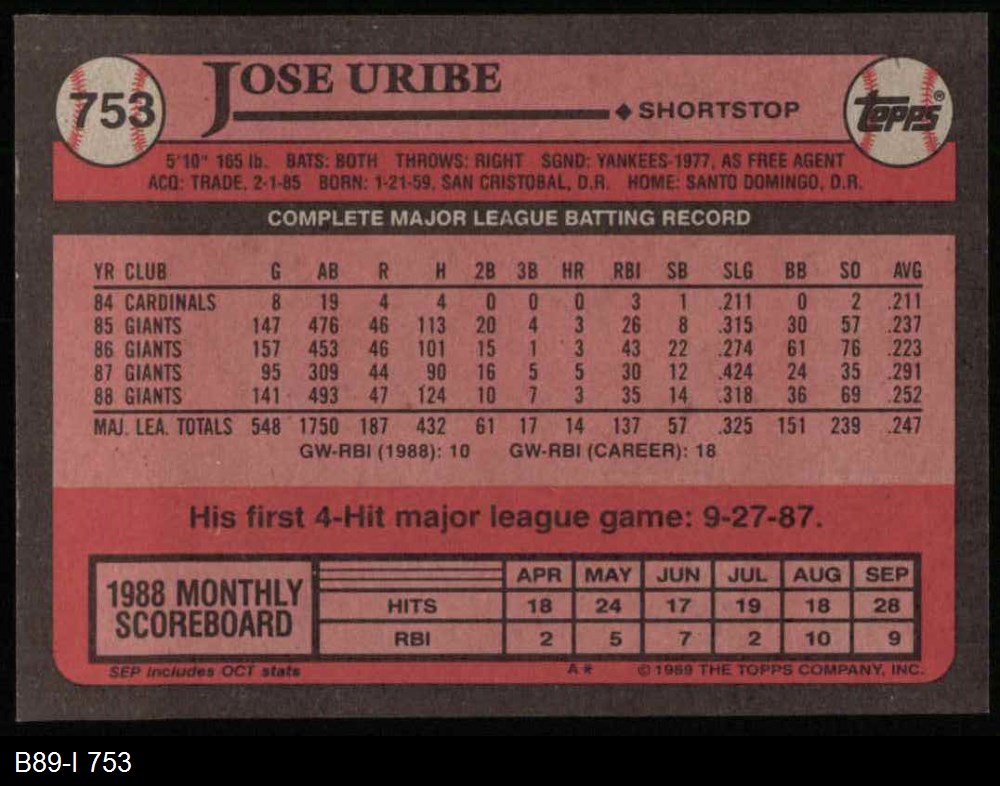 753
JOSE URIBE
◆ SHORTSTOP
TOPPS®
5'10" 165 lb. BATS: BOTH THROWS: RIGHT SGND: YANKEES-1977, AS FREE AGENT
ACQ: TRADE, 2-1-85 BORN: 1-21-59, SAN CRISTOBAL, D.R. HOME: SANTO DOMINGO, D.R.
COMPLETE MAJOR LEAGUE BATTING RECORD
YR CLUB G AB R H 2B 3B HR RBI SB SLG BB SO AVG
84 CARDINALS 8 19 4 4 0 0 0 3 1 .211 0 2 .211
85 GIANTS 147 476 46 113 20 4 3 26 8 .315 30 57 .237
86 GIANTS 157 453 46 101 15 1 3 43 22 .274 61 76 .223
87 GIANTS 95 309 44 90 16 5 5 30 12 .424 24 35 .291
88 GIANTS 141 493 47 124 10 7 3 35 14 .318 36 69 .252
MAJ. LEA. TOTALS 548 1750 187 432 61 17 14 137 57 .325 151 239 .247
GW-RBI (1988): 10 GW-RBI (CAREER): 18
His first 4-Hit major league game: 9-27-87.
1988 MONTHLY
SCOREBOARD
APR MAY JUN JUL AUG SEP
HITS 18 24 17 19 18 28
RBI 2 5 7 2 10 9
SEP includes OCT stats
A* © 1989 THE TOPPS COMPANY, INC.
B89-I 753